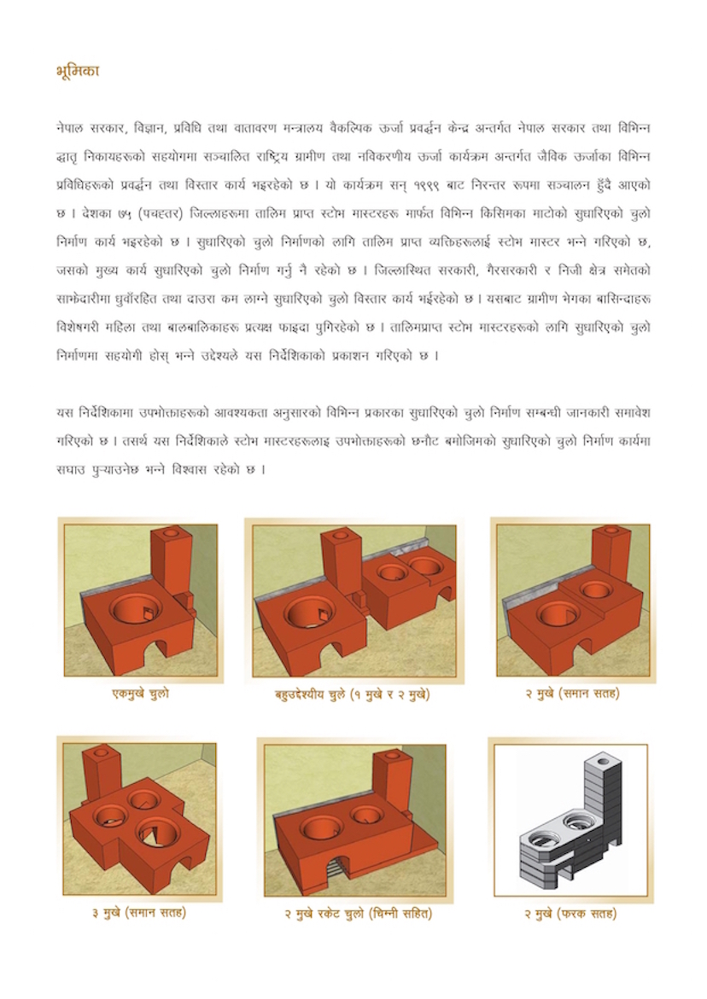 भूमिका
नेपाल सरकार, विज्ञान, प्रविधि तथा वातावरण मन्त्रालय वैकल्पिक ऊर्जा प्रवर्द्धन केन्द्र अन्तर्गत नेपाल सरकार तथा विभिन्न
द्धातृ निकायहरूको सहयोगमा सञ्चालित राष्ट्रिय ग्रामीण तथा नविकरणीय ऊर्जा कार्यक्रम अन्तर्गत जैविक ऊर्जाका विभिन्न
प्रविधिहरूको प्रवर्द्धन तथा विस्तार कार्य भइरहेको छ । यो कार्यक्रम सन् १९९९ बाट निरन्तर रूपमा सञ्चालन हुँदै आएको
छ । देशका ७५ (पचहत्तर) जिल्लाहरूमा तालिम प्राप्त स्टोभ मास्टरहरू मार्फत विभिन्न किसिमका माटोको सुधारिएको चुलो
निर्माण कार्य भइरहेको छ । सुधारिएको चुलो निर्माणको लागि तालिम प्राप्त व्यक्तिहरूलाई स्टोभ मास्टर भन्ने गरिएको छ,
जसको मुख्य कार्य सुधारिएको चुलो निर्माण गर्नु नै रहेको छ । जिल्लास्थित सरकारी, गैरसरकारी र निजी क्षेत्र समेतको
साझेदारीमा धुवाँरहित तथा दाउरा कम लाग्ने सुधारिएको चुलो विस्तार कार्य भईरहेको छ । यसबाट ग्रामीण भेगका बासिन्दाहरू
विशेषगरी महिला तथा बालबालिकाहरू प्रत्यक्ष फाइदा पुगिरहेको छ । तालिमप्राप्त स्टोभ मास्टरहरूको लागि सुधारिएको चुलो
निर्माणमा सहयोगी होस् भन्ने उद्देश्यले यस निर्देशिकाको प्रकाशन गरिएको छ ।
यस निर्देशिकामा उपभोक्ताहरूको आवश्यकता अनुसारको विभिन्न प्रकारका सुधारिएको चुलो निर्माण सम्बन्धी जानकारी समावेश
गरिएको छ । तसर्थ यस निर्देशिकाले स्टोभ मास्टरहरूलाइ उपभोक्ताहरूको छनौट बमोजिमको सुधारिएको चुलो निर्माण कार्यमा
सघाउ पुऱ्याउनेछ भन्ने विश्वास रहेको छ ।
एकमुखे चुलो
बहुउद्देश्यीय चुले (१ मुखे र २ मुखे)
२ मुखे (समान सतह)
३ मुखे (समान सतह)
२ मुखे रकेट चुलो (चिम्नी सहित)
२ मुखे (फरक सतह)